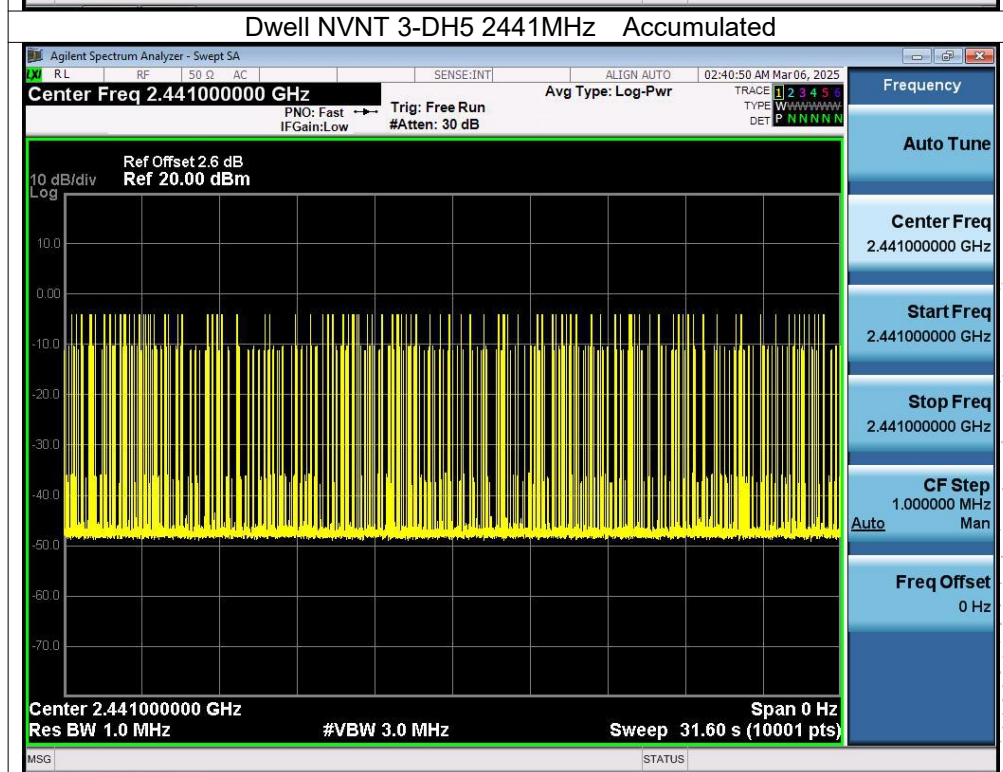 Dwell NVNT 3-DH5 2441MHz Accumulated
Agilent Spectrum Analyzer - Swept SA
LXI RL RF 50 Ω AC SENSE:INT ALIGN AUTO 02:40:50 AM Mar 06, 2025
Center Freq 2.441000000 GHz
PNO: Fast
IFGain:Low
Trig: Free Run
#Atten: 30 dB
Avg Type: Log-Pwr
TRACE 1 2 3 4 5 6
TYPE WWWWWWW
DET P N N N N N
Ref Offset 2.6 dB
10 dB/div Ref 20.00 dBm
Log
10.0
0.00
-10.0
-20.0
-30.0
-40.0
-50.0
-60.0
-70.0
Center 2.441000000 GHz Span 0 Hz
Res BW 1.0 MHz #VBW 3.0 MHz Sweep 31.60 s (10001 pts)
MSG STATUS
Frequency
Auto Tune
Center Freq
2.441000000 GHz
Start Freq
2.441000000 GHz
Stop Freq
2.441000000 GHz
CF Step
1.000000 MHz
Auto Man
Freq Offset
0 Hz